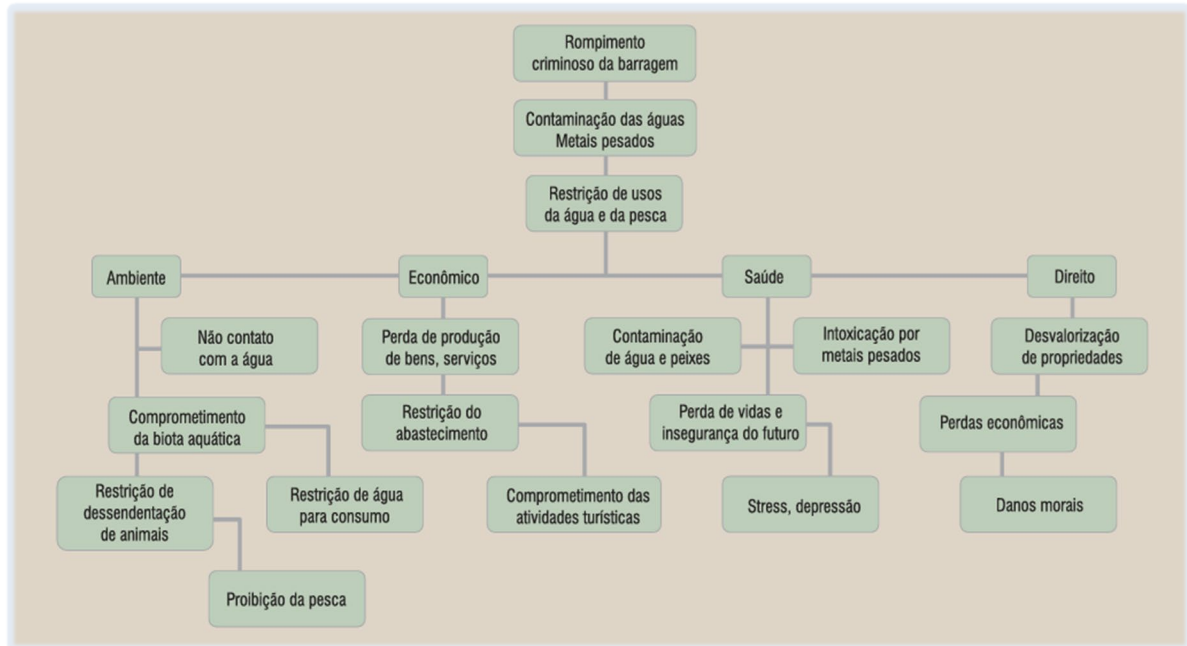 Rompimento
criminoso da barragem
Contaminação das águas
Metais pesados
Restrição de usos
da água e da pesca
Ambiente
Econômico
Saúde
Direito
Não contato
com a água
Perda de produção
de bens, serviços
Contaminação
de água e peixes
Intoxicação por
metais pesados
Desvalorização
de propriedades
Comprometimento
da biota aquática
Restrição do
abastecimento
Perda de vidas e
insegurança do futuro
Perdas econômicas
Restrição de
dessendentação
de animais
Restrição de água
para consumo
Comprometimento das
atividades turísticas
Stress, depressão
Danos morais
Proibição da pesca